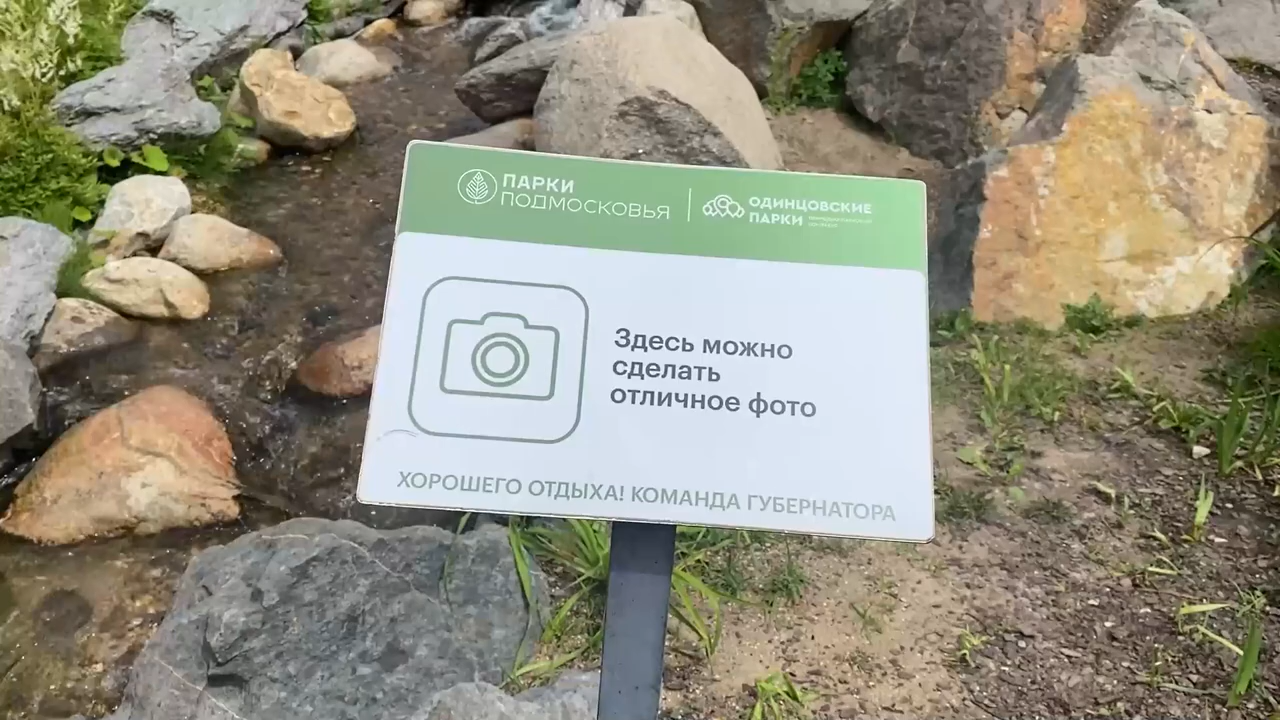 ПАРКИ
ПОДМОСКОВЬЯ
ОДИНЦОВСКИЕ
ПАРКИ
Здесь можно
сделать
отличное фото
ХОРОШЕГО ОТДЫХА! КОМАНДА ГУБЕРНАТОРА